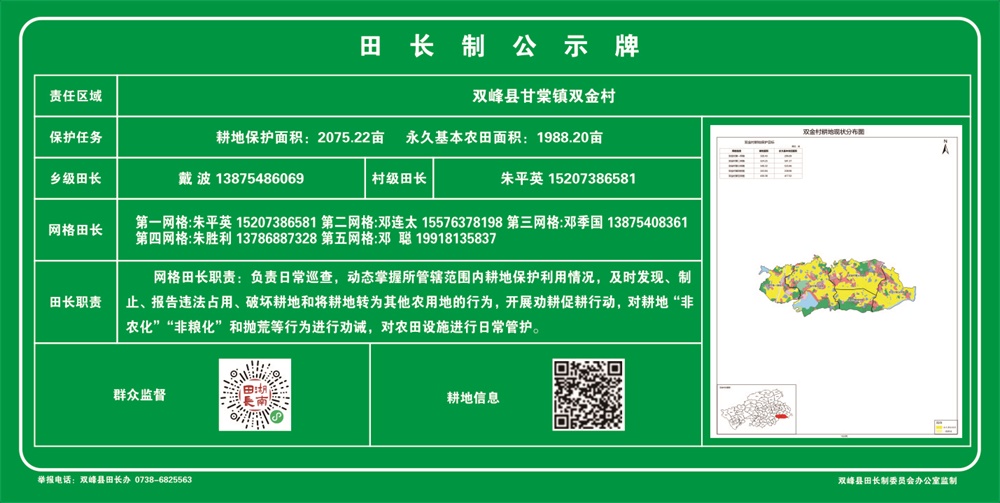 田长制公示牌
责任区域
双峰县甘棠镇双金村
保护任务
耕地保护面积：2075.22亩 永久基本农田面积：1988.20亩
乡级田长
戴 波 13875486069
村级田长
朱平英 15207386581
网格田长
第一网格:朱平英 15207386581 第二网格:邓连太 15576378198 第三网格:邓季国 13875408361
第四网格:朱胜利 13786887328 第五网格:邓 聪 19918135837
田长职责
网格田长职责：负责日常巡查，动态掌握所管辖范围内耕地保护利用情况，及时发现、制
止、报告违法占用、破坏耕地和将耕地转为其他农用地的行为，开展劝耕促耕行动，对耕地“非
农化”“非粮化”和抛荒等行为进行劝诫，对农田设施进行日常管护。
群众监督
湖南田长
耕地信息
双金村耕地现状分布图
N
举报电话：双峰县田长办 0738-6825563
双峰县田长制委员会办公室监制